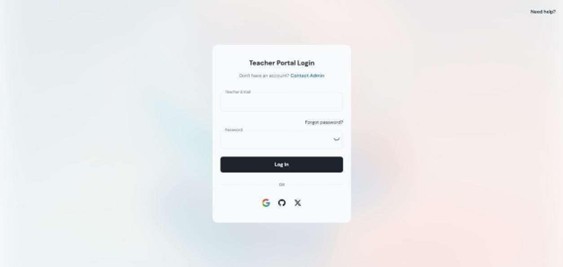 Need help?
Teacher Portal Login
Don't have an account? Contact Admin
Teacher Email
Forgot password?
Password
Log In
OR